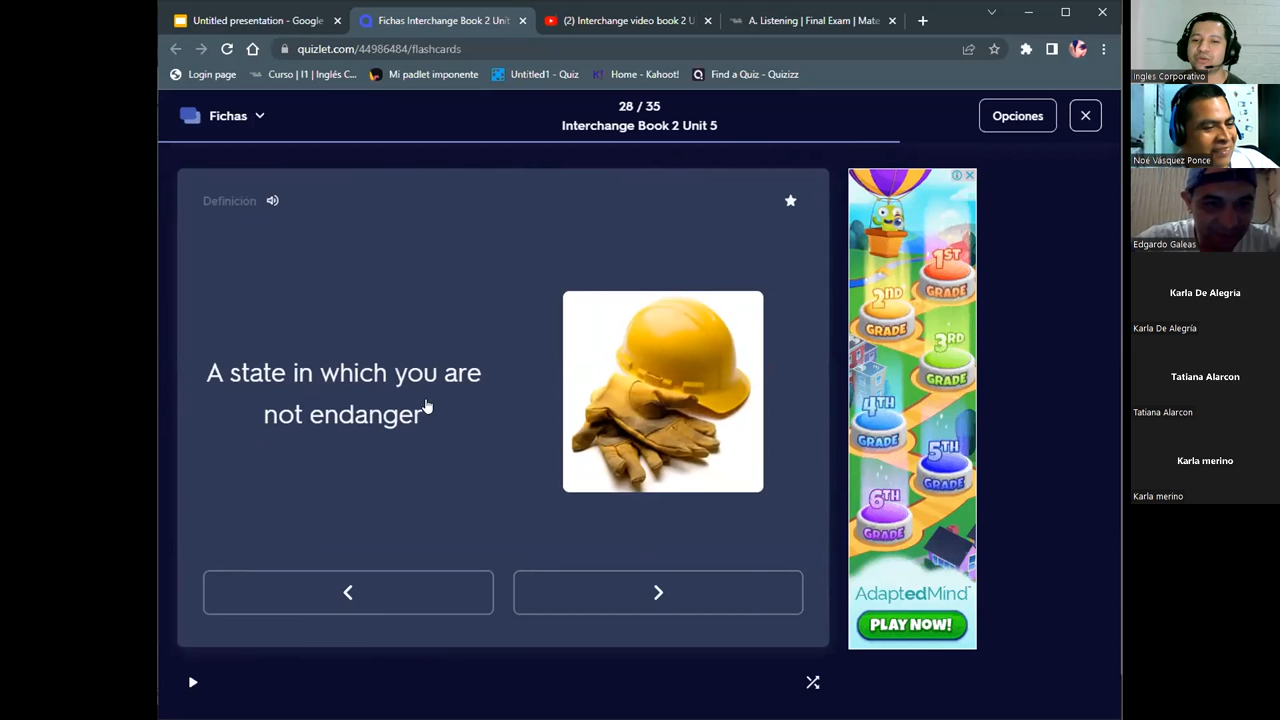 Untitled presentation - Google
Fichas Interchange Book 2 Unit
(2) Interchange video book 2 U
A. Listening | Final Exam | Mate
quizlet.com/44986484/flashcards
Login page
Curso | I1 | Inglés C...
Mi padlet imponente
Untitled1 - Quiz
Home - Kahoot!
Find a Quiz - Quizizz
Fichas
28 / 35
Interchange Book 2 Unit 5
Opciones
Definicion
A state in which you are
not endanger
1ST
GRADE
2ND
GRADE
3RD
GRADE
4TH
GRADE
5TH
GRADE
6TH
GRADE
AdaptedMind
PLAY NOW!
Ingles Corporativo
Noé Vásquez Ponce
Edgardo Galeas
Karla De Alegría
Karla De Alegría
Tatiana Alarcon
Tatiana Alarcon
Karla merino
Karla merino